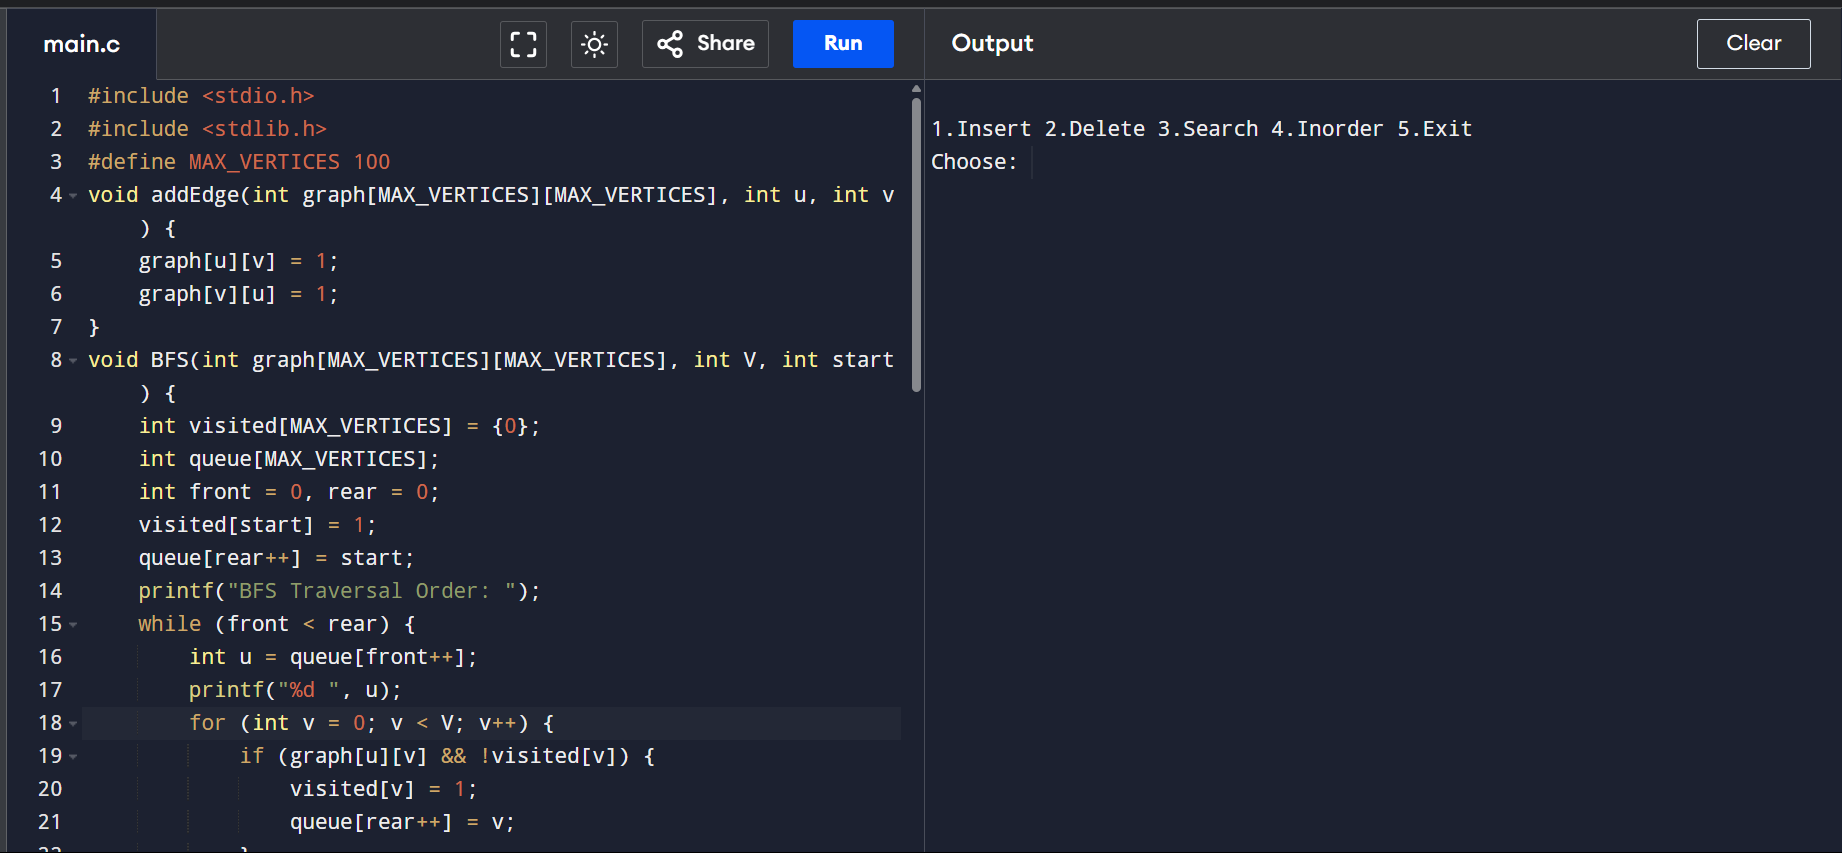 main.c
Share
Run
Output
Clear
1 #include <stdio.h>
2 #include <stdlib.h>
3 #define MAX_VERTICES 100
4 void addEdge(int graph[MAX_VERTICES][MAX_VERTICES], int u, int v
) {
5 graph[u][v] = 1;
6 graph[v][u] = 1;
7 }
8 void BFS(int graph[MAX_VERTICES][MAX_VERTICES], int V, int start
) {
9 int visited[MAX_VERTICES] = {0};
10 int queue[MAX_VERTICES];
11 int front = 0, rear = 0;
12 visited[start] = 1;
13 queue[rear++] = start;
14 printf("BFS Traversal Order: ");
15 while (front < rear) {
16 int u = queue[front++];
17 printf("%d ", u);
18 for (int v = 0; v < V; v++) {
19 if (graph[u][v] && !visited[v]) {
20 visited[v] = 1;
21 queue[rear++] = v;
22 }
1.Insert 2.Delete 3.Search 4.Inorder 5.Exit
Choose: